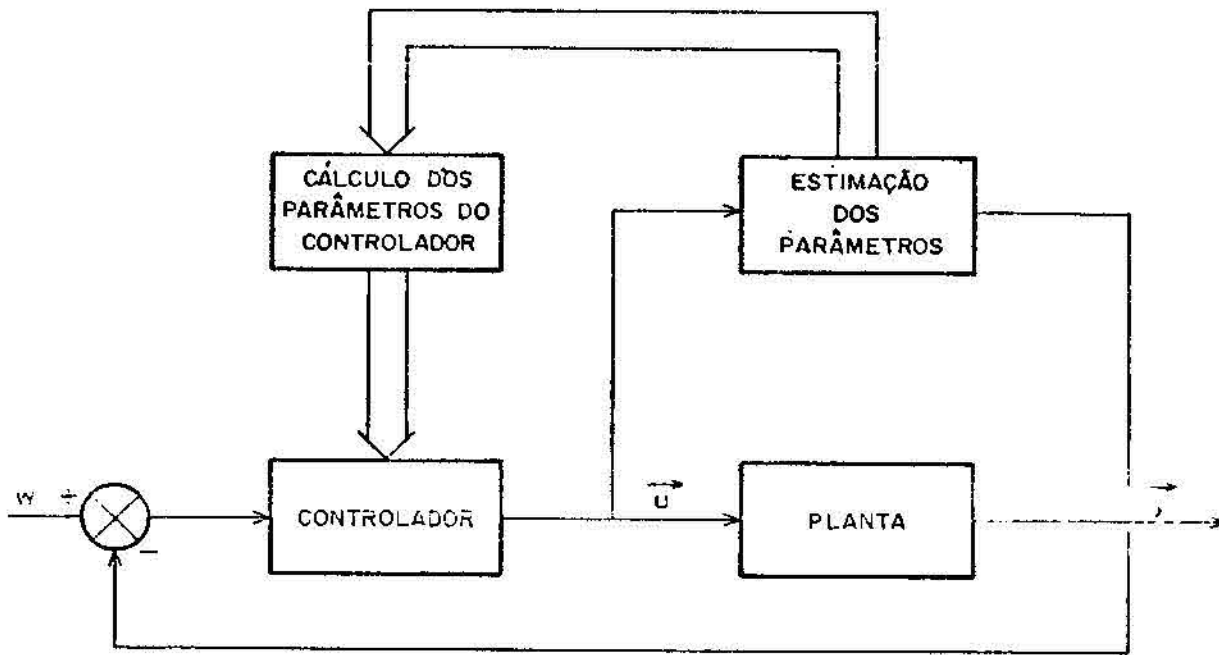 CÁLCULO DOS
PARÂMETROS DO
CONTROLADOR
ESTIMAÇÃO
DOS
PARÂMETROS
w
+
−
CONTROLADOR
u
PLANTA